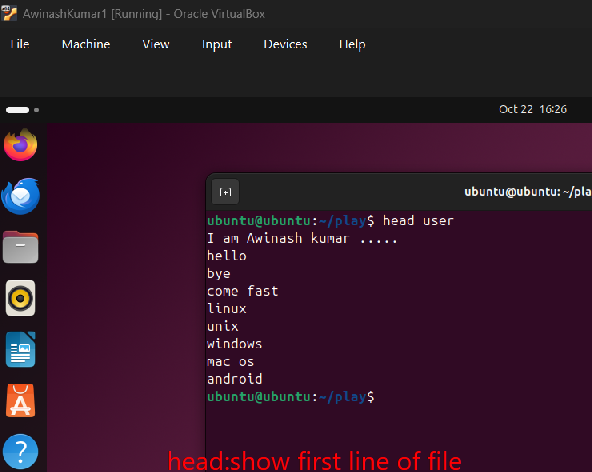 AwinashKumar1 [Running] - Oracle VirtualBox
File Machine View Input Devices Help
Oct 22 16:26
ubuntu@ubuntu: ~/pla
ubuntu@ubuntu:~/play$ head user
I am Awinash kumar .....
hello
bye
come fast
linux
unix
windows
mac os
android
ubuntu@ubuntu:~/play$
head:show first line of file
?